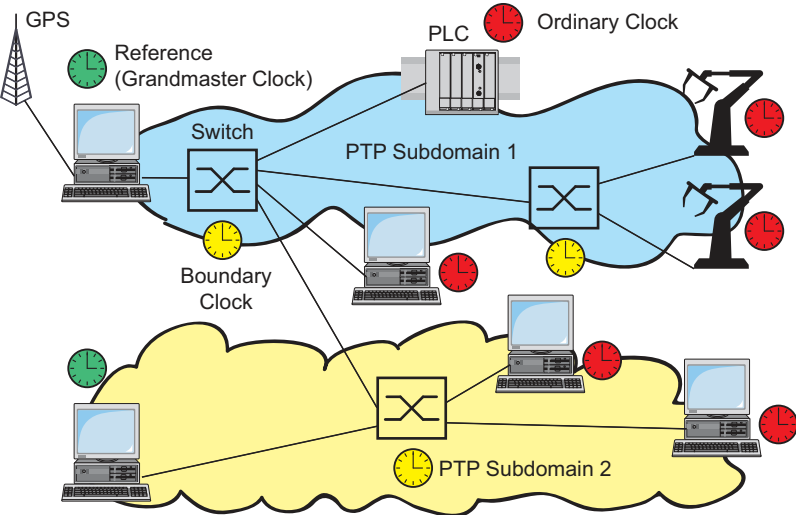 GPS
Reference
(Grandmaster Clock)
PLC
Ordinary Clock
Switch
PTP Subdomain 1
Boundary
Clock
PTP Subdomain 2